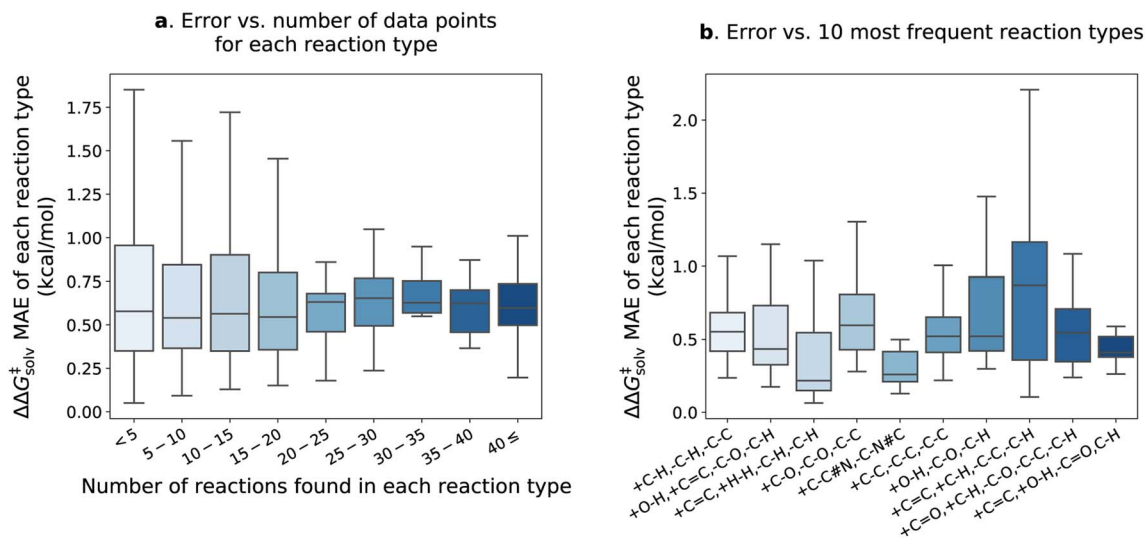 a. Error vs. number of data points
for each reaction type
ΔΔG‡solv MAE of each reaction type
(kcal/mol)
1.75
1.50
1.25
1.00
0.75
0.50
0.25
0.00
< 5
5 − 10
10 − 15
15 − 20
20 − 25
25 − 30
30 − 35
35 − 40
40 ≤
Number of reactions found in each reaction type
b. Error vs. 10 most frequent reaction types
ΔΔG‡solv MAE of each reaction type
(kcal/mol)
2.0
1.5
1.0
0.5
0.0
+C-H,-C-H,-C-C
+O-H,+C=C,-C-O,-C-H
+C=C,+H-H,-C-H,-C-H
+C-O,-C-O,-C-C
+C-C#N,-C-N#C
+C-C,-C-C,-C-C
+O-H,-C-O,-C-H
+C=C,+C-H,-C-C,-C-H
+C=O,+C-H,-C-O,-C-C,-C-H
+C=C,+O-H,-C=O,C-H